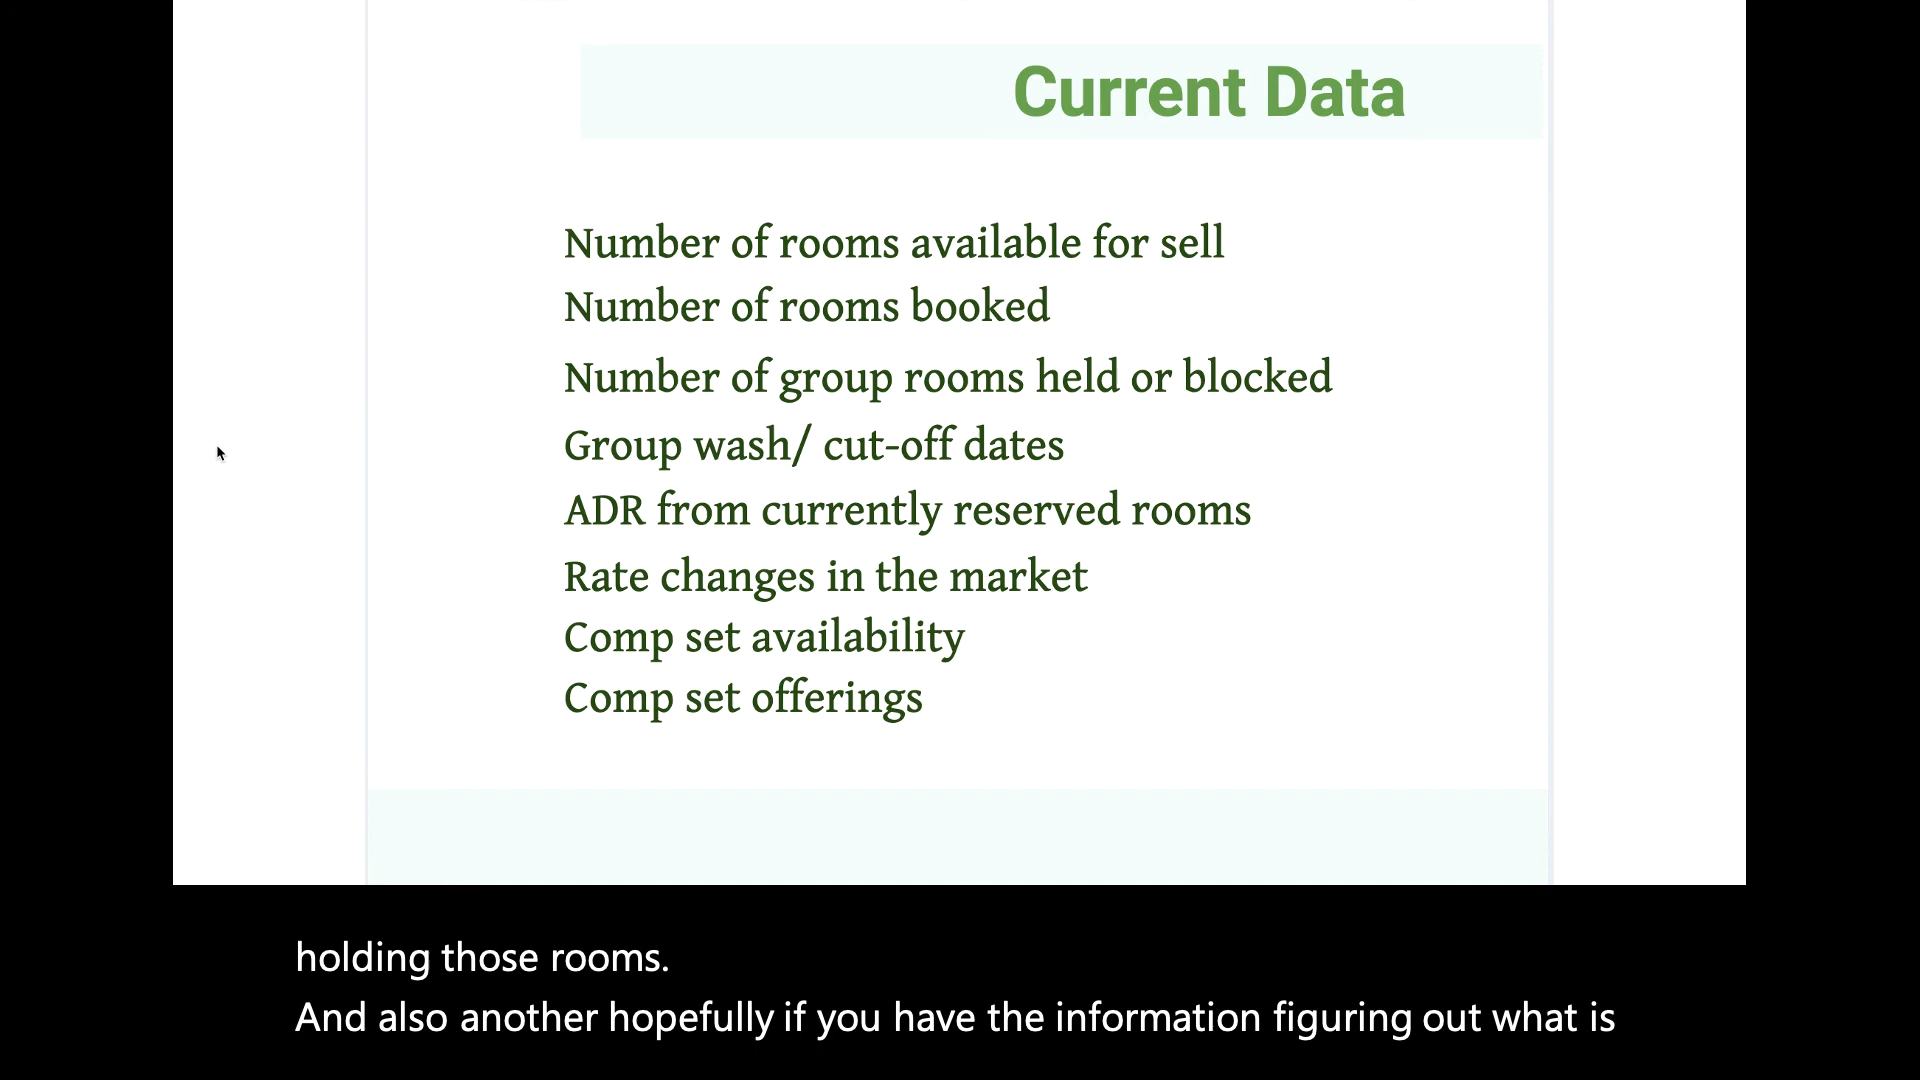 Current Data
Number of rooms available for sell
Number of rooms booked
Number of group rooms held or blocked
Group wash/ cut-off dates
ADR from currently reserved rooms
Rate changes in the market
Comp set availability
Comp set offerings
holding those rooms.
And also another hopefully if you have the information figuring out what is